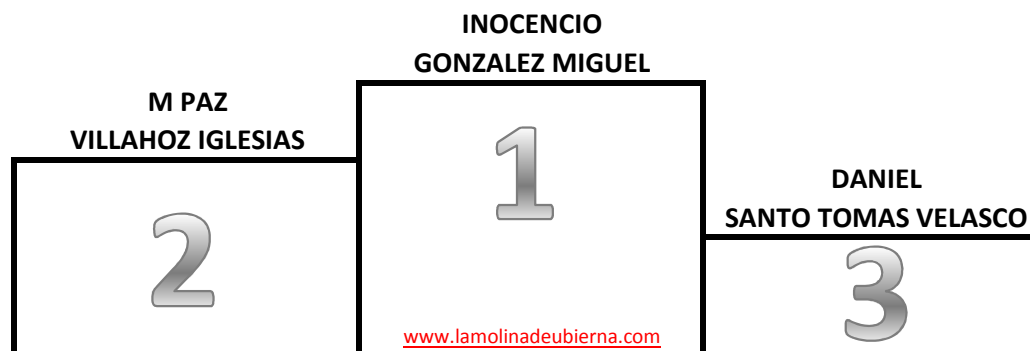 INOCENCIO
GONZALEZ MIGUEL
M PAZ
VILLAHOZ IGLESIAS
1
DANIEL
SANTO TOMAS VELASCO
2
3
www.lamolinadeubierna.com